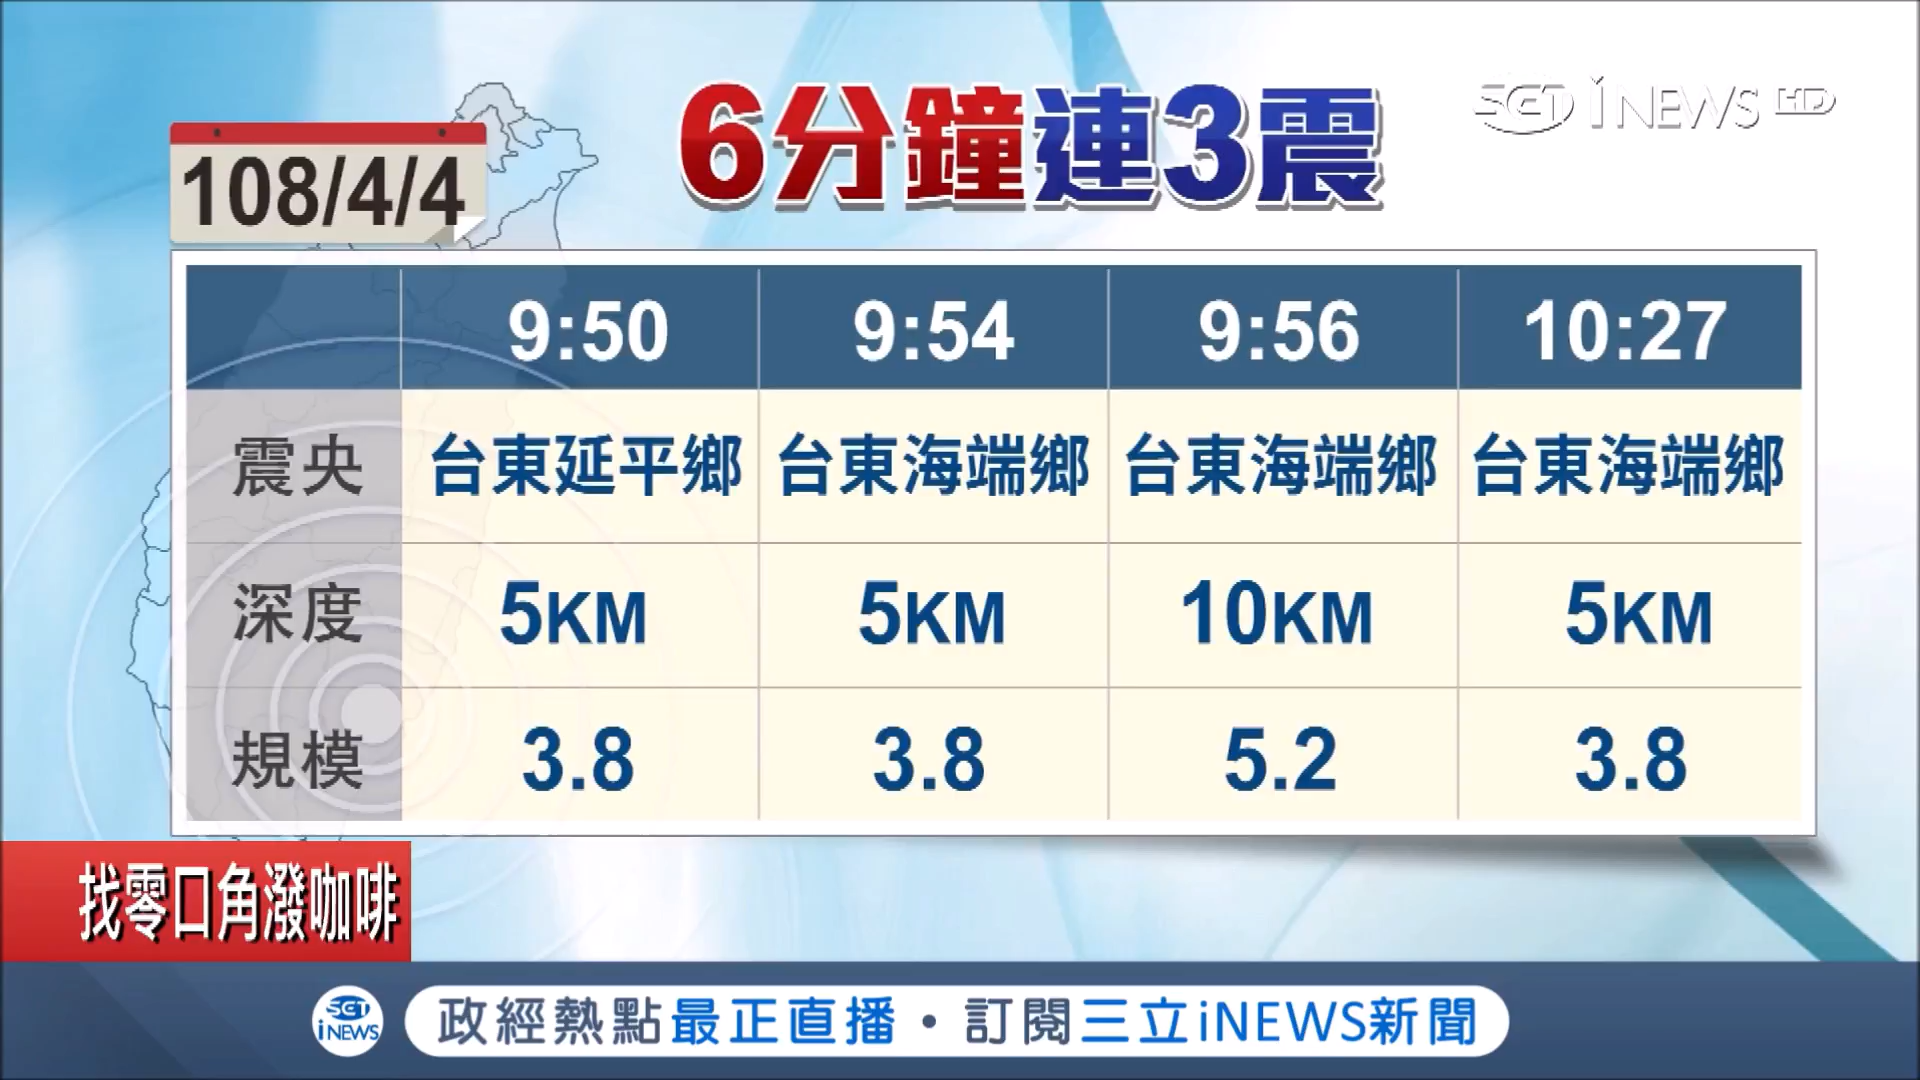 6分鐘連3震
SET iNEWS HD
108/4/4
9:50 9:54 9:56 10:27
震央 台東延平鄉 台東海端鄉 台東海端鄉 台東海端鄉
深度 5KM 5KM 10KM 5KM
規模 3.8 3.8 5.2 3.8
找零口角潑咖啡
SET iNEWS 政經熱點最正直播・訂閱三立iNEWS新聞